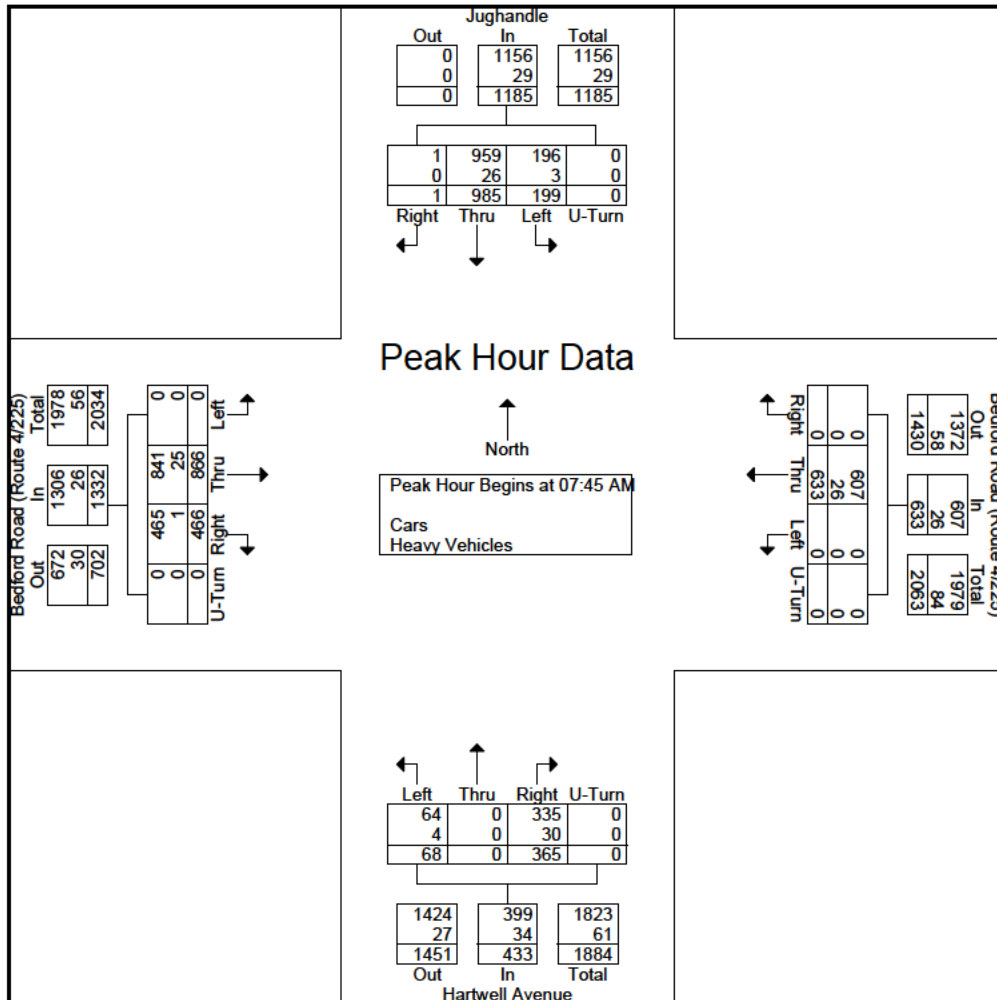 Jughandle
Out In Total
0 1156 1156
0 29 29
0 1185 1185
1 959 196 0
0 26 3 0
1 985 199 0
Right Thru Left U-Turn
Peak Hour Data
North
Peak Hour Begins at 07:45 AM
Cars
Heavy Vehicles
Bedford Road (Route 4/225)
Out In Total
672 1306 1978
30 26 56
702 1332 2034
0 465 841 0
0 1 25 0
0 466 866 0
U-Turn Right Thru Left
Bedford Road (Route 4/225)
Out In Total
1372 607 1979
58 26 84
1430 633 2063
0 607 0 0
0 26 0 0
0 633 0 0
Right Thru Left U-Turn
Left Thru Right U-Turn
64 0 335 0
4 0 30 0
68 0 365 0
1424 399 1823
27 34 61
1451 433 1884
Out In Total
Hartwell Avenue